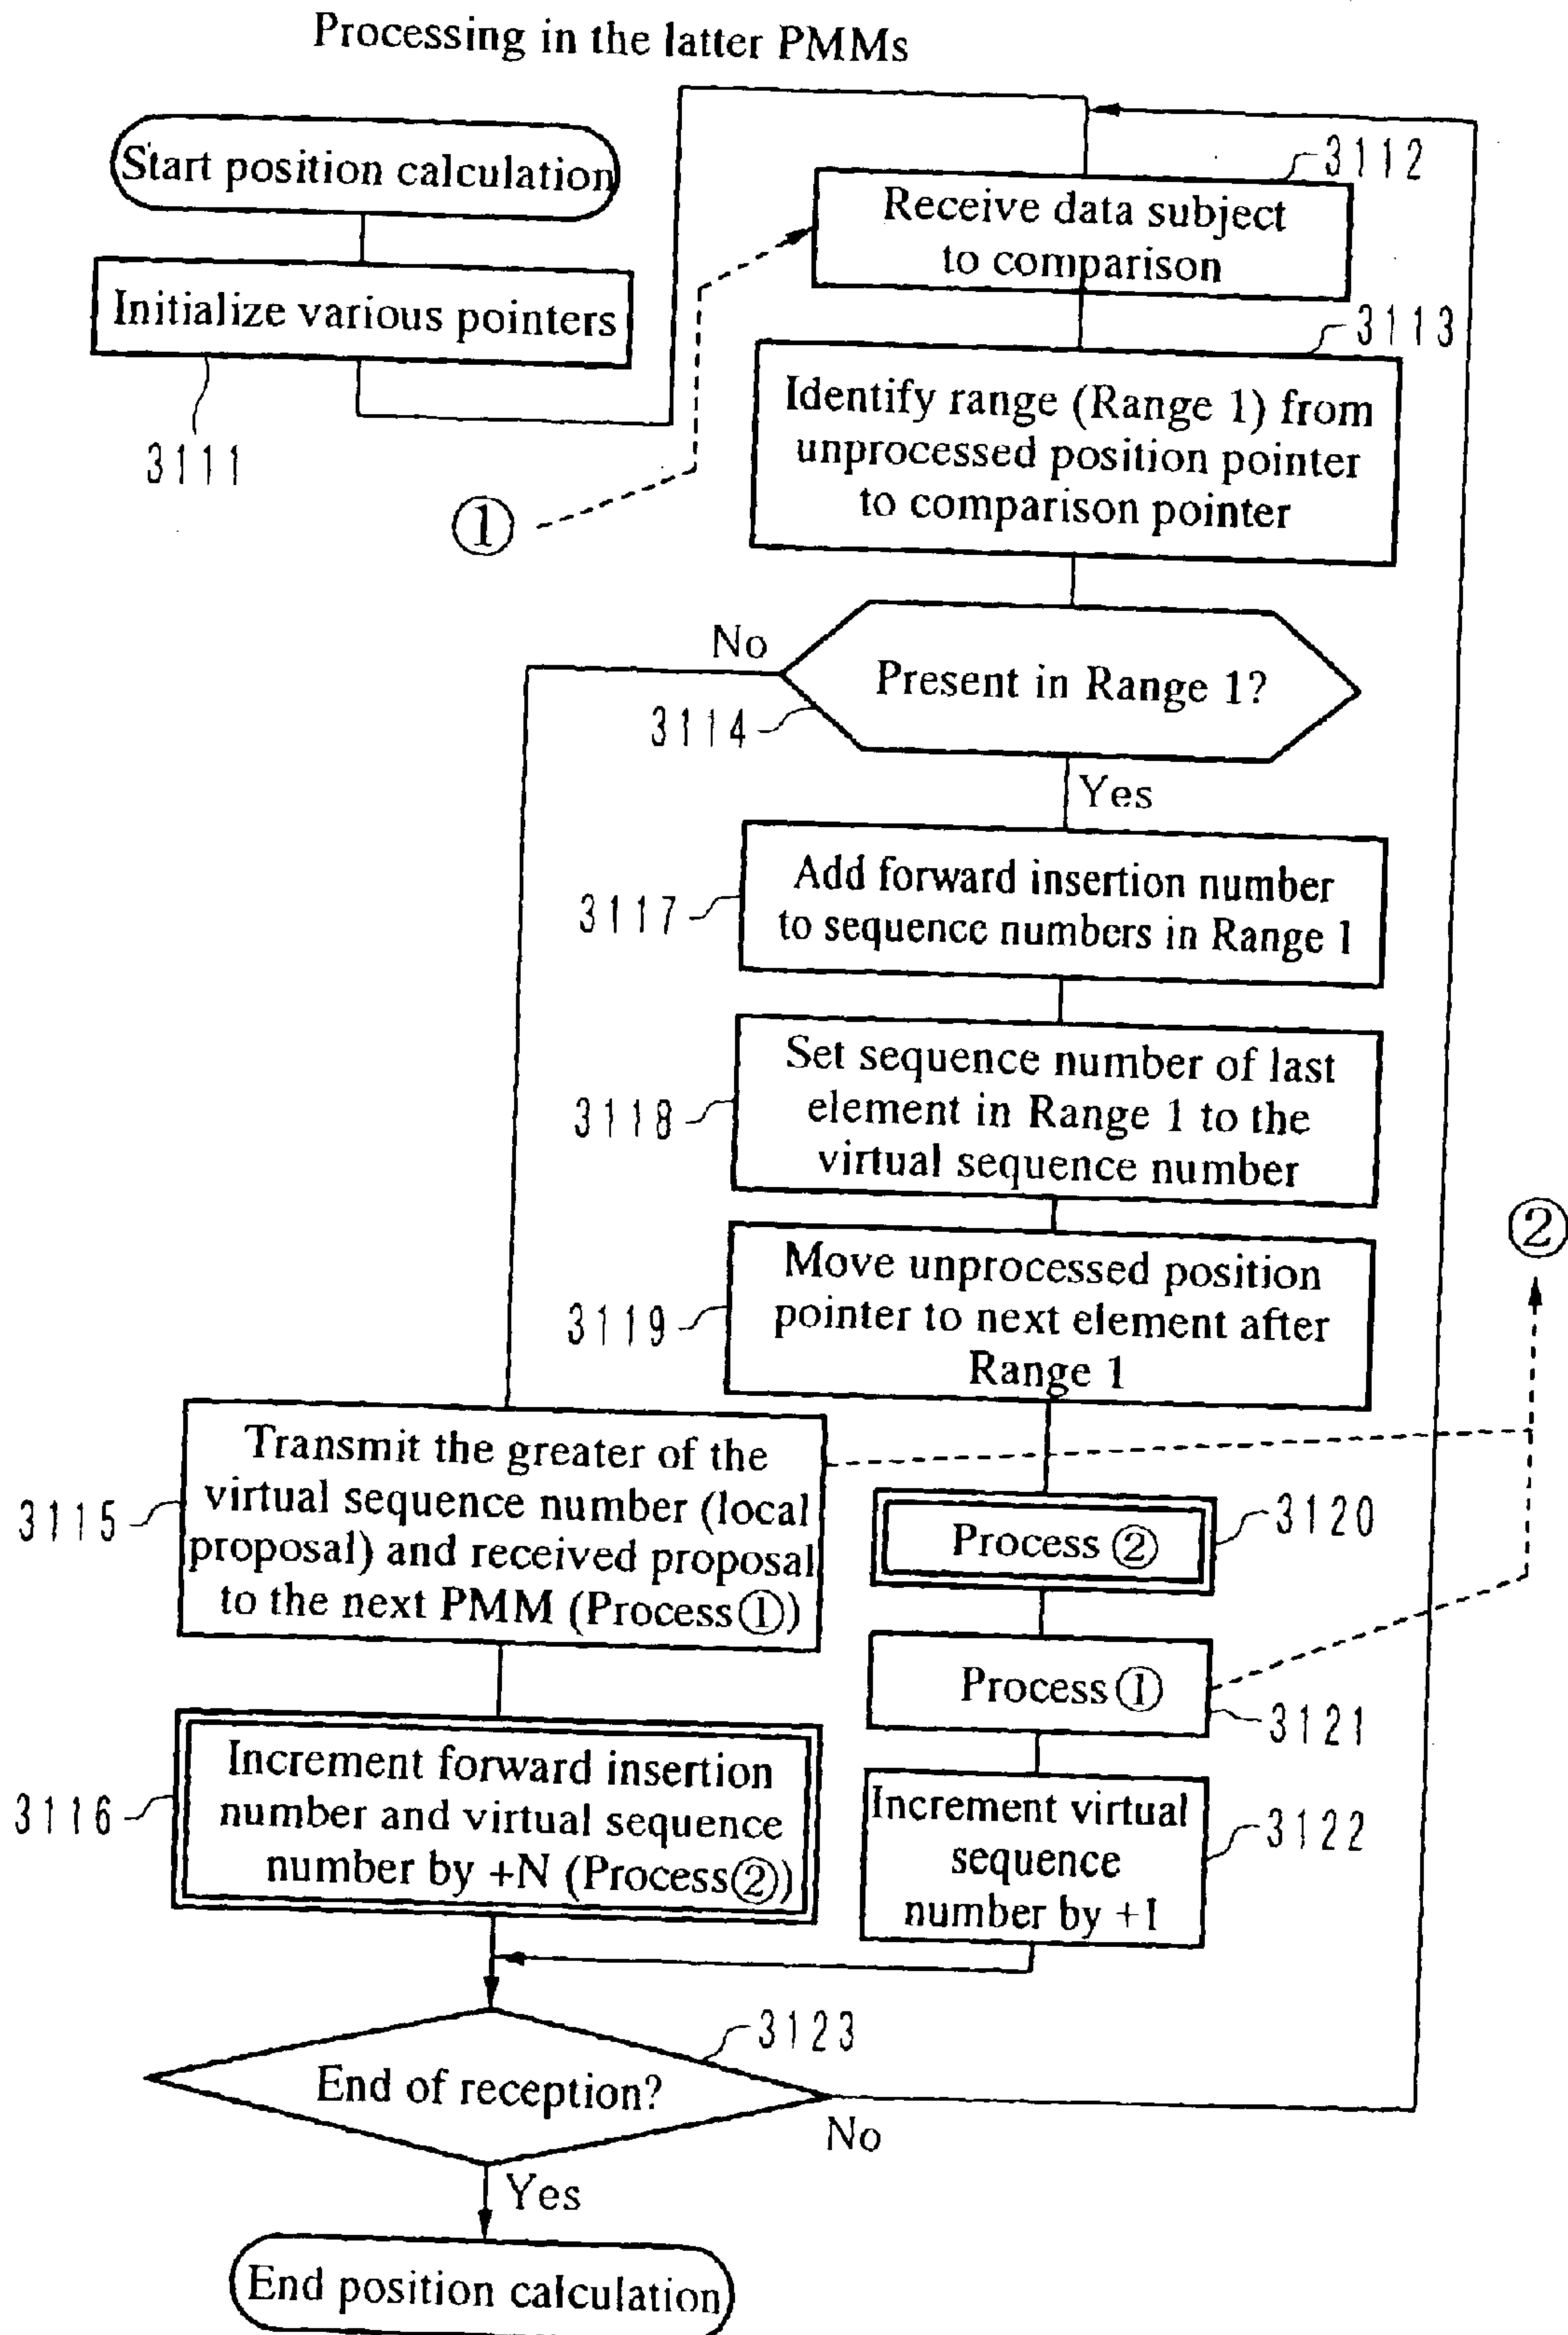 Processing in the latter PMMs
Start position calculation
Initialize various pointers
3111
①
3112
Receive data subject
to comparison
3113
Identify range (Range 1) from
unprocessed position pointer
to comparison pointer
No
Present in Range 1?
3114
Yes
Add forward insertion number
to sequence numbers in Range 1
3117
Set sequence number of last
element in Range 1 to the
virtual sequence number
3118
Move unprocessed position
pointer to next element after
Range 1
3119
②
Transmit the greater of the
virtual sequence number (local
proposal) and received proposal
to the next PMM (Process①)
3115
Process ②
3120
Process ①
3121
Increment forward insertion
number and virtual sequence
number by +N (Process②)
3116
Increment virtual
sequence
number by +1
3122
3123
End of reception?
No
Yes
End position calculation